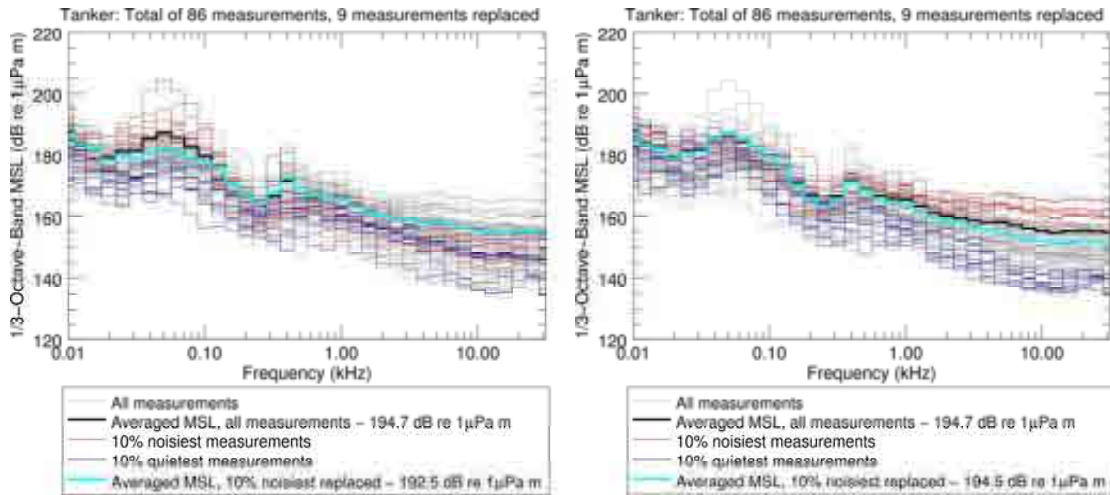 Tanker: Total of 86 measurements, 9 measurements replaced
220
200
180
160
140
120
1/3-Octave-Band MSL (dB re 1μPa m)
0.01 0.10 1.00 10.00
Frequency (kHz)
All measurements
Averaged MSL, all measurements - 194.7 dB re 1μPa m
10% noisiest measurements
10% quietest measurements
Averaged MSL, 10% noisiest replaced - 192.5 dB re 1μPa m
Tanker: Total of 86 measurements, 9 measurements replaced
220
200
180
160
140
120
1/3-Octave-Band MSL (dB re 1μPa m)
0.01 0.10 1.00 10.00
Frequency (kHz)
All measurements
Averaged MSL, all measurements - 194.7 dB re 1μPa m
10% noisiest measurements
10% quietest measurements
Averaged MSL, 10% noisiest replaced - 194.5 dB re 1μPa m